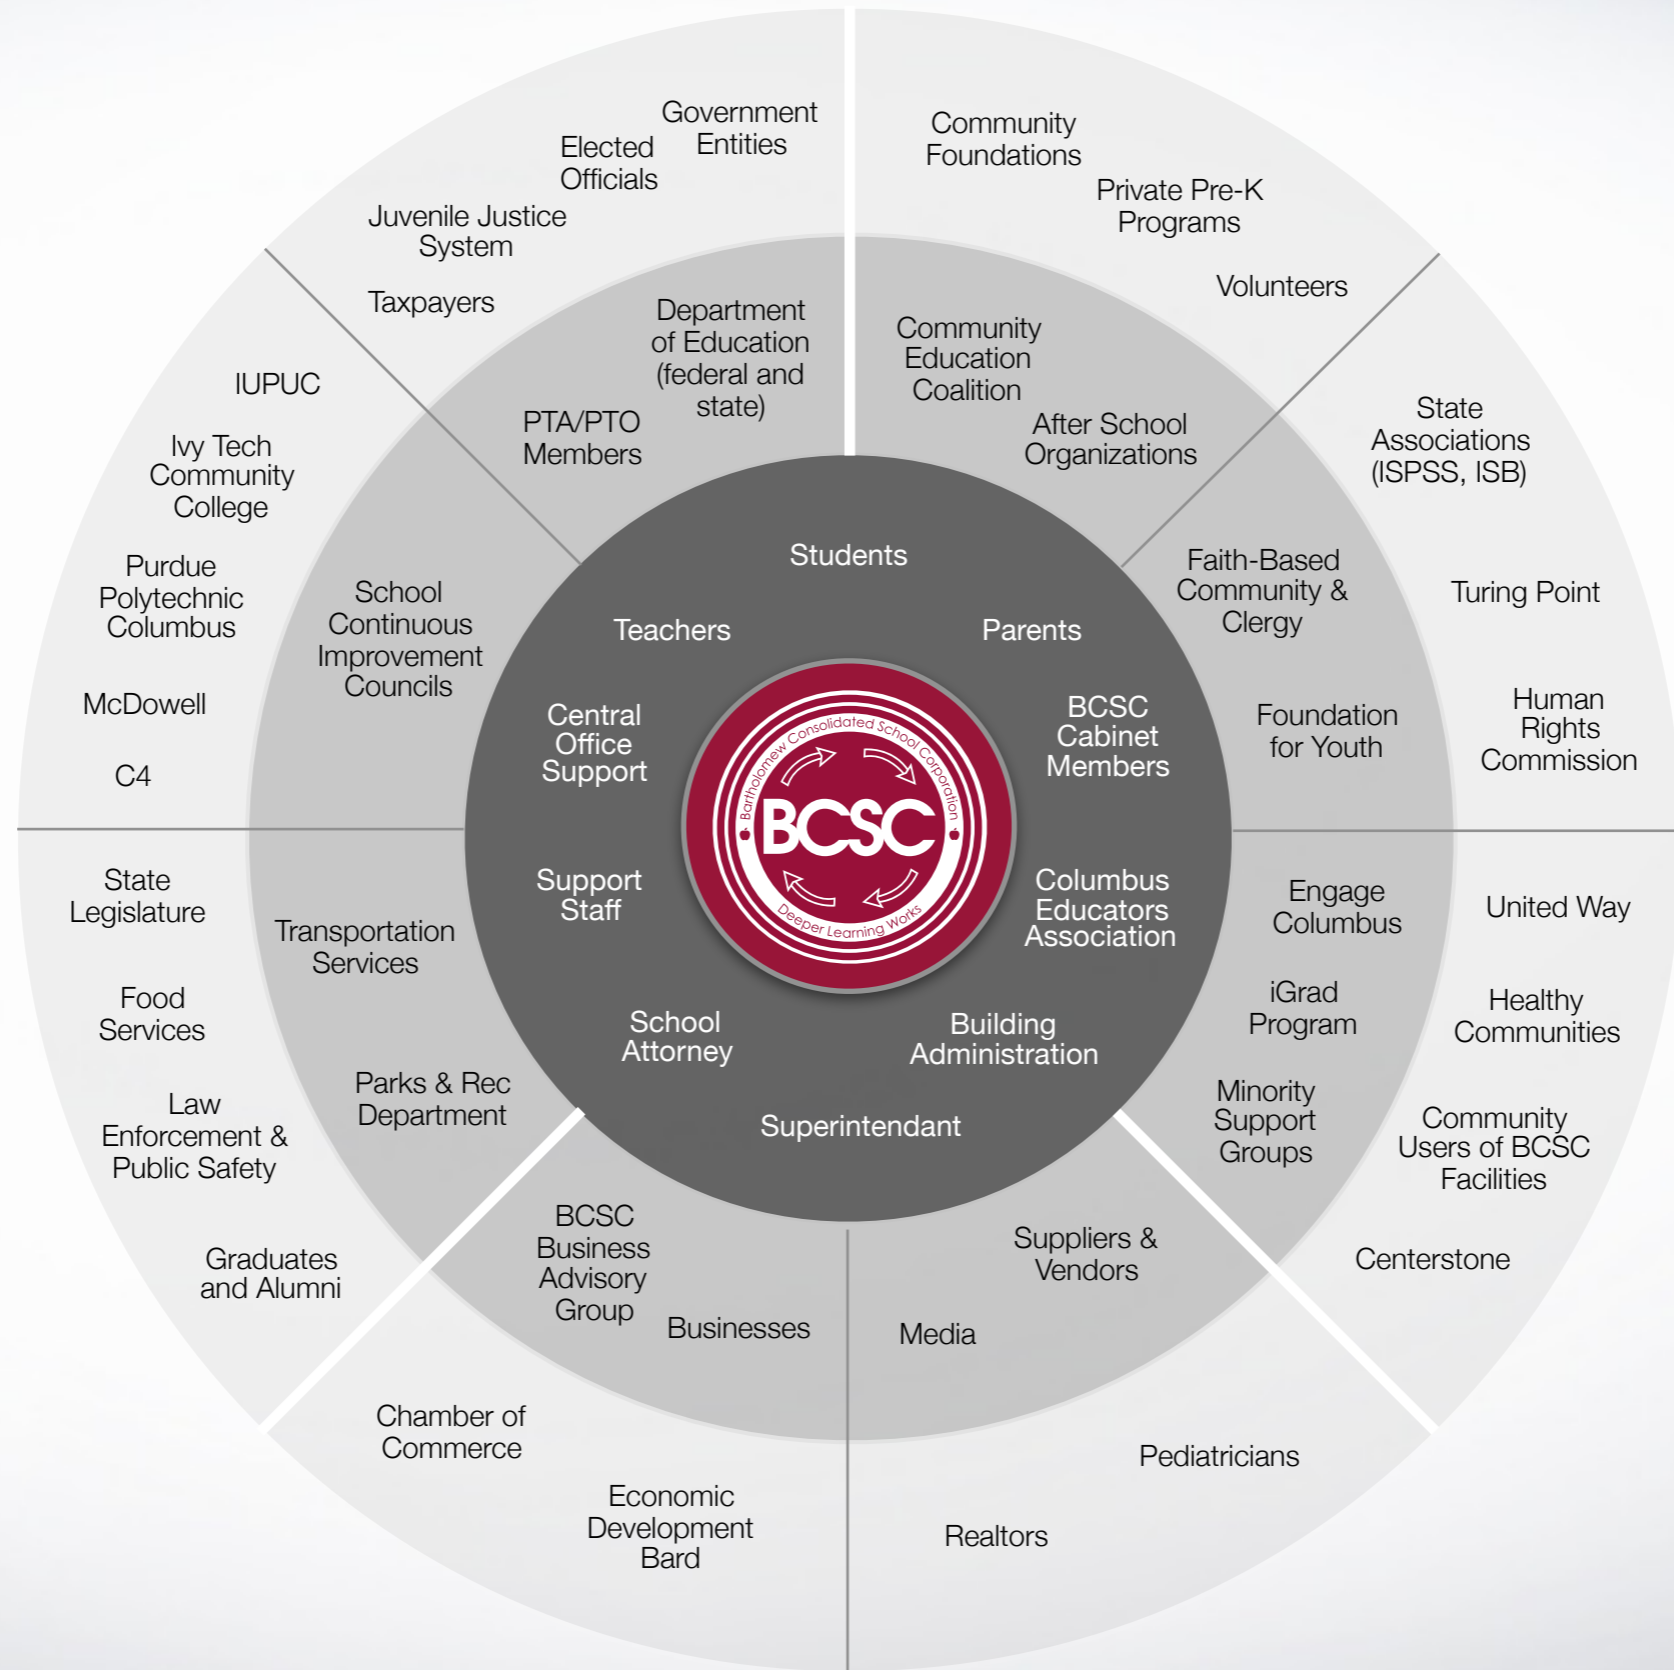 Government
Entities
Elected
Officials
Juvenile Justice
System
Taxpayers
Community
Foundations
Private Pre-K
Programs
Volunteers
Department
of Education
(federal and
state)
PTA/PTO
Members
Community
Education
Coalition
After School
Organizations
IUPUC
Ivy Tech
Community
College
Purdue
Polytechnic
Columbus
McDowell
C4
School
Continuous
Improvement
Councils
State
Associations
(ISPSS, ISB)
Turing Point
Human
Rights
Commission
Faith-Based
Community &
Clergy
Foundation
for Youth
Students
Teachers
Parents
Central
Office
Support
BCSC
Cabinet
Members
Bartholomew Consolidated School Corporation
BCSC
Deeper Learning Works
Support
Staff
Columbus
Educators
Association
School
Attorney
Building
Administration
Superintendant
State
Legislature
Food
Services
Law
Enforcement &
Public Safety
Graduates
and Alumni
Transportation
Services
Parks & Rec
Department
Engage
Columbus
iGrad
Program
Minority
Support
Groups
United Way
Healthy
Communities
Community
Users of BCSC
Facilities
Centerstone
BCSC
Business
Advisory
Group
Businesses
Suppliers &
Vendors
Media
Chamber of
Commerce
Economic
Development
Bard
Pediatricians
Realtors